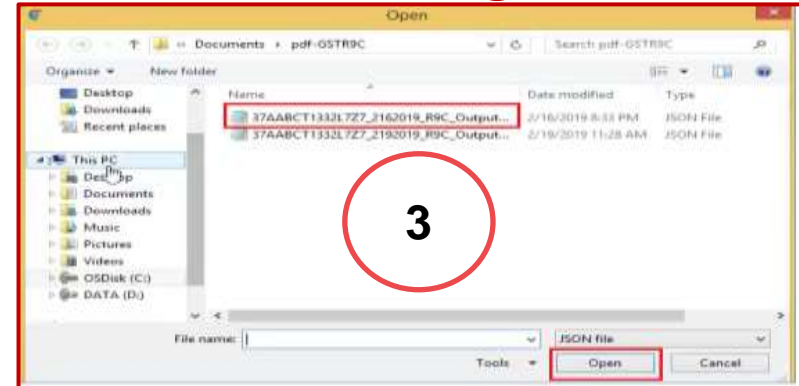 Open
Documents pdf-GSTR9C Search pdf-GSTR9C
Organize New folder
Name Date modified Type
Desktop
Downloads
Recent places
This PC
Desktop
Documents
Downloads
Music
Pictures
Videos
OSDisk (C:)
DATA (D:)
37AABCT1332L7Z7_2162019_R9C_Output... 2/16/2019 8:33 PM JSON File
37AABCT1332L7Z7_2192019_R9C_Output... 2/19/2019 11:28 AM JSON File
3
File name: JSON file
Tools Open Cancel